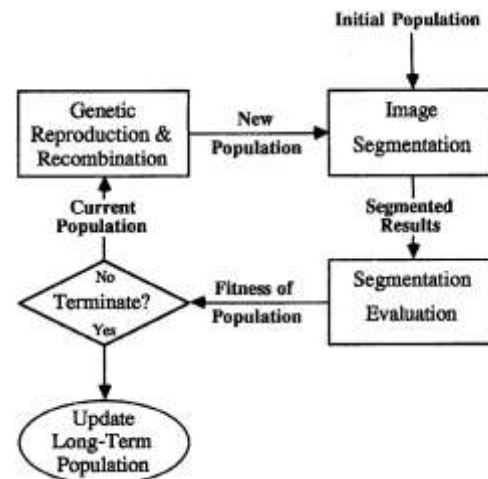 Initial Population
Genetic
Reproduction &
Recombination
New
Population
Image
Segmentation
Current
Population
Segmented
Results
No
Terminate?
Yes
Fitness of
Population
Segmentation
Evaluation
Update
Long-Term
Population